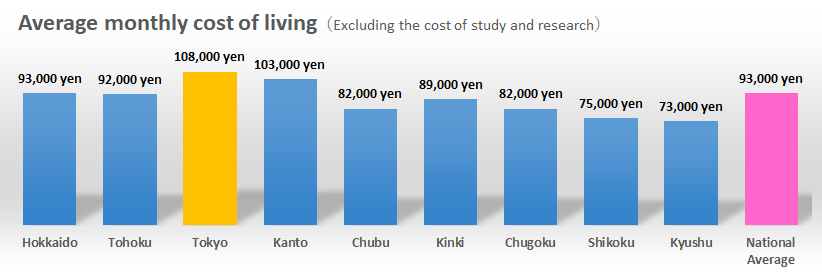 Average monthly cost of living （Excluding the cost of study and research）
93,000 yen
92,000 yen
108,000 yen
103,000 yen
82,000 yen
89,000 yen
82,000 yen
75,000 yen
73,000 yen
93,000 yen
Hokkaido
Tohoku
Tokyo
Kanto
Chubu
Kinki
Chugoku
Shikoku
Kyushu
National
Average